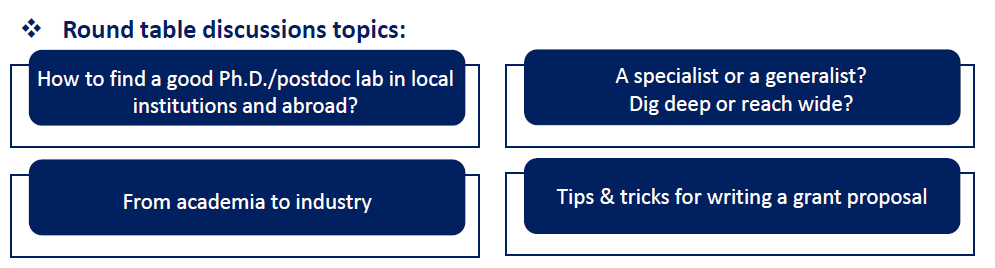 ❖ Round table discussions topics:
How to find a good Ph.D./postdoc lab in local
institutions and abroad?
A specialist or a generalist?
Dig deep or reach wide?
From academia to industry
Tips & tricks for writing a grant proposal